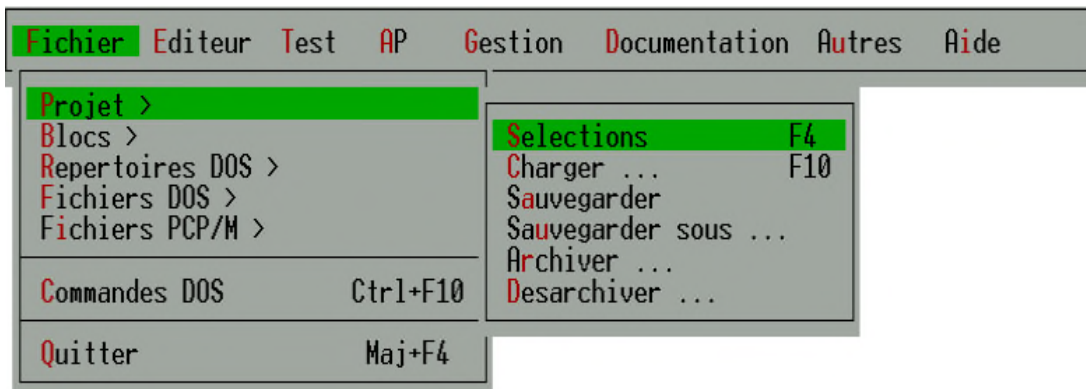 Fichier Editeur Test AP Gestion Documentation Autres Aide
Projet >
Blocs >
Repertoires DOS >
Fichiers DOS >
Fichiers PCP/M >
Commandes DOS Ctrl+F10
Quitter Maj+F4
Selections F4
Charger ... F10
Sauvegarder
Sauvegarder sous ...
Archiver ...
Desarchiver ...